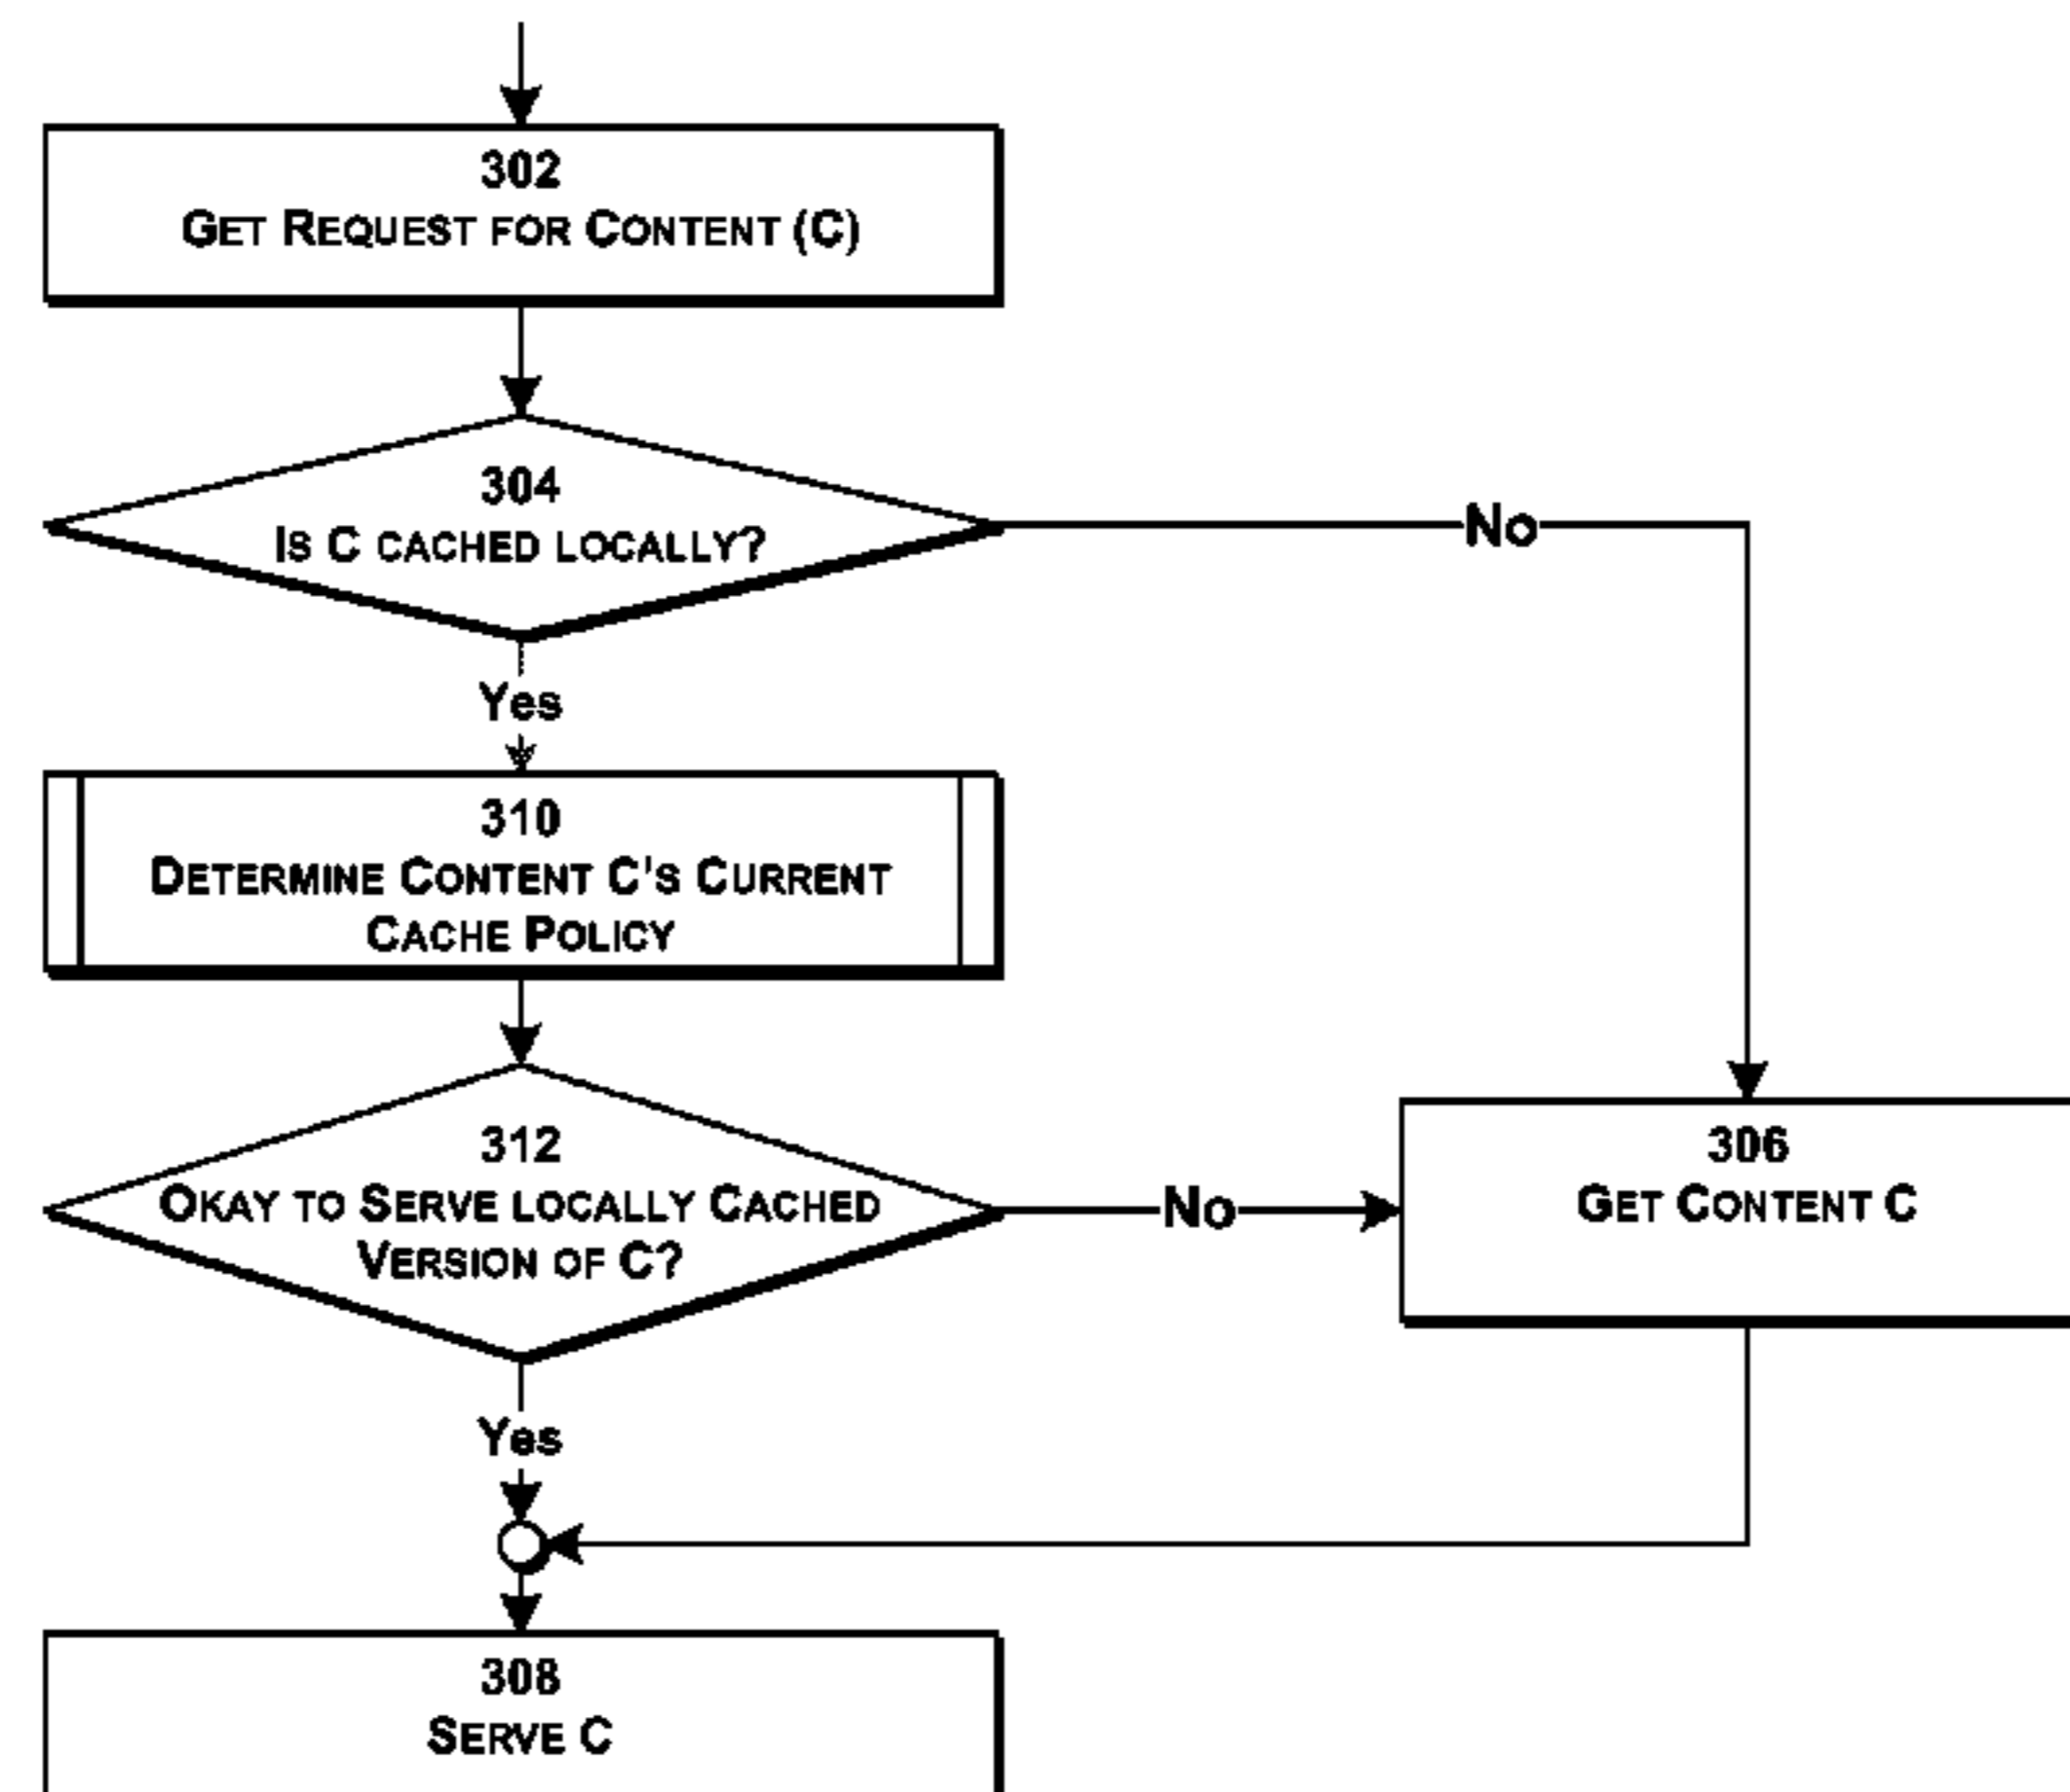 302
Get Request for Content (C)
304
Is C cached locally?
No
Yes
310
Determine Content C's Current
Cache Policy
312
Okay to Serve locally Cached
Version of C?
No
306
Get Content C
Yes
308
Serve C